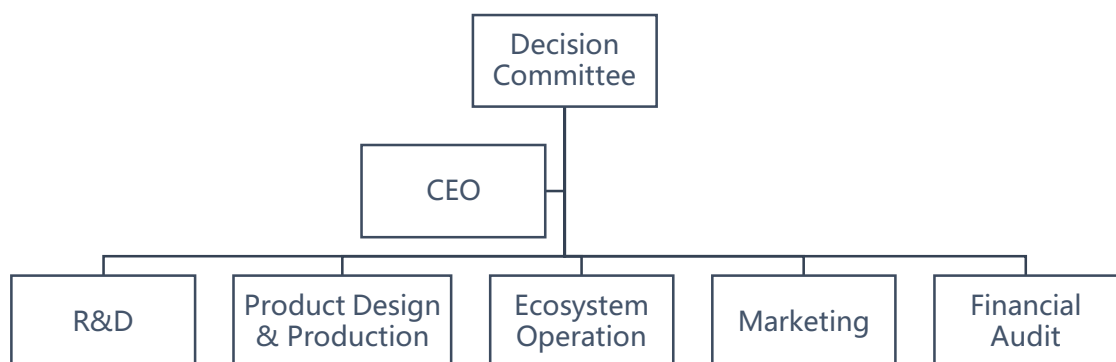 Decision
Committee
CEO
R&D
Product Design
& Production
Ecosystem
Operation
Marketing
Financial
Audit